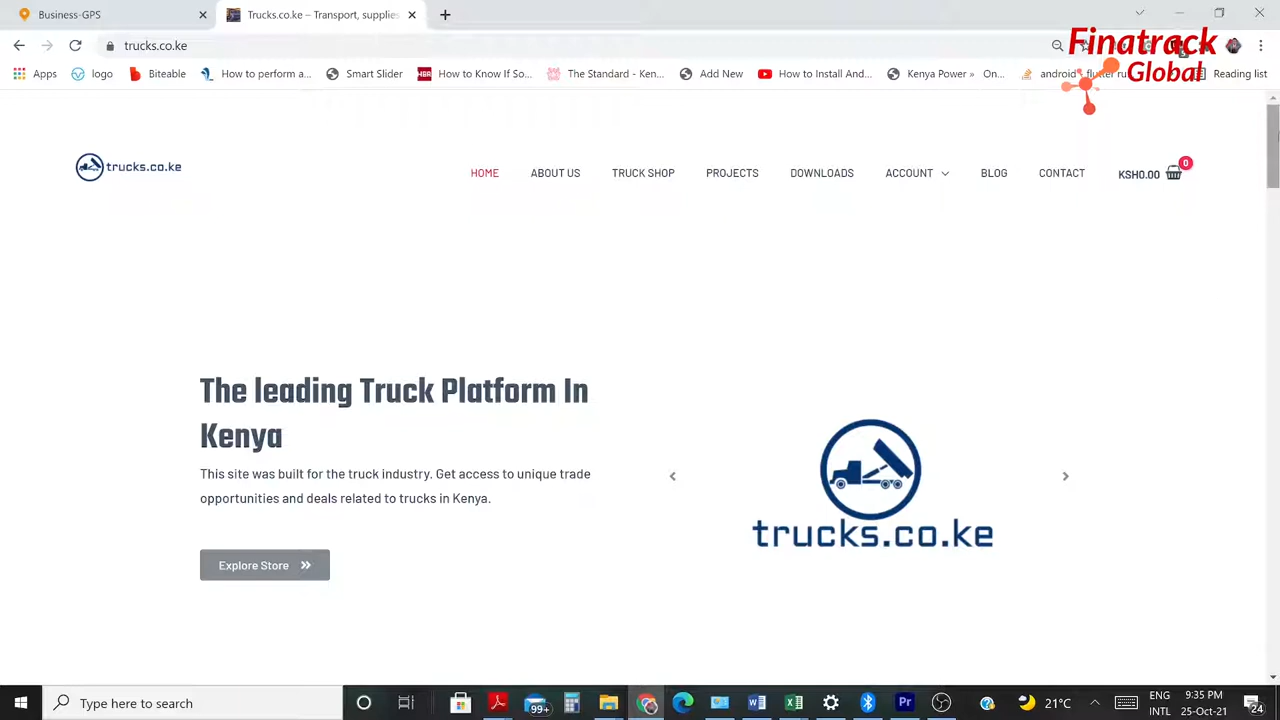 Business-GPS
Trucks.co.ke – Transport, supplies
trucks.co.ke
Finatrack
Global
Apps
logo
Biteable
How to perform a...
Smart Slider
How to Know If So...
The Standard - Ken...
Add New
How to Install And...
Kenya Power » On...
Reading list
trucks.co.ke
HOME
ABOUT US
TRUCK SHOP
PROJECTS
DOWNLOADS
ACCOUNT
BLOG
CONTACT
KSH0.00
0
The leading Truck Platform In
Kenya
This site was built for the truck industry. Get access to unique trade
opportunities and deals related to trucks in Kenya.
Explore Store
trucks.co.ke
Type here to search
99+
21°C
ENG
INTL
9:35 PM
25-Oct-21
24